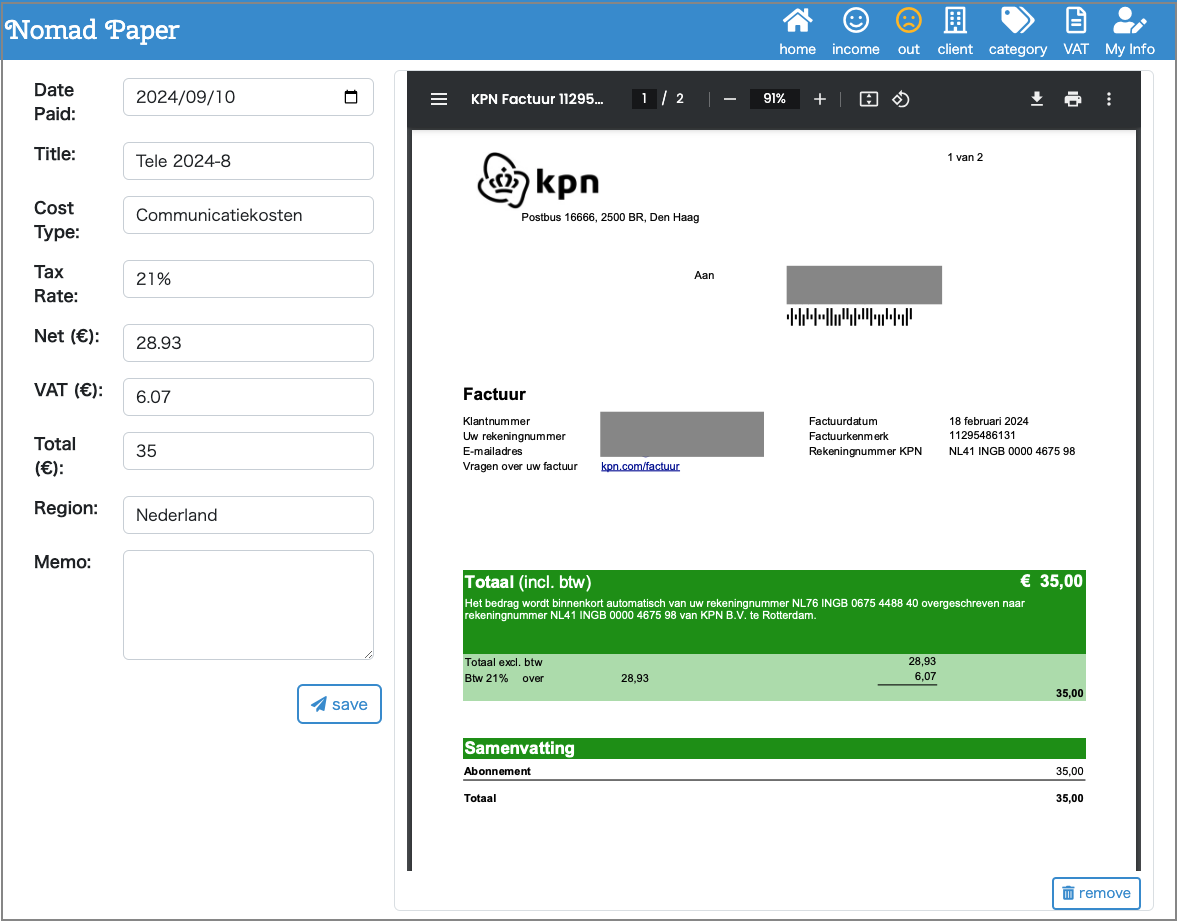 Nomad Paper
home income out client category VAT My Info
Date Paid: 2024/09/10
Title: Tele 2024-8
Cost Type: Communicatiekosten
Tax Rate: 21%
Net (€): 28.93
VAT (€): 6.07
Total (€): 35
Region: Nederland
Memo:
save
KPN Factuur 11295... 1 / 2 91%
1 van 2
kpn
Postbus 16666, 2500 BR, Den Haag
Aan
Factuur
Klantnummer
Uw rekeningnummer
E-mailadres
Vragen over uw factuur kpn.com/factuur
Factuurdatum 18 februari 2024
Factuurkenmerk 11295486131
Rekeningnummer KPN NL41 INGB 0000 4675 98
Totaal (incl. btw) € 35,00
Het bedrag wordt binnenkort automatisch van uw rekeningnummer NL76 INGB 0675 4488 40 overgeschreven naar
rekeningnummer NL41 INGB 0000 4675 98 van KPN B.V. te Rotterdam.
Totaal excl. btw 28,93
Btw 21% over 28,93 6,07
35,00
Samenvatting
Abonnement 35,00
Totaal 35,00
remove